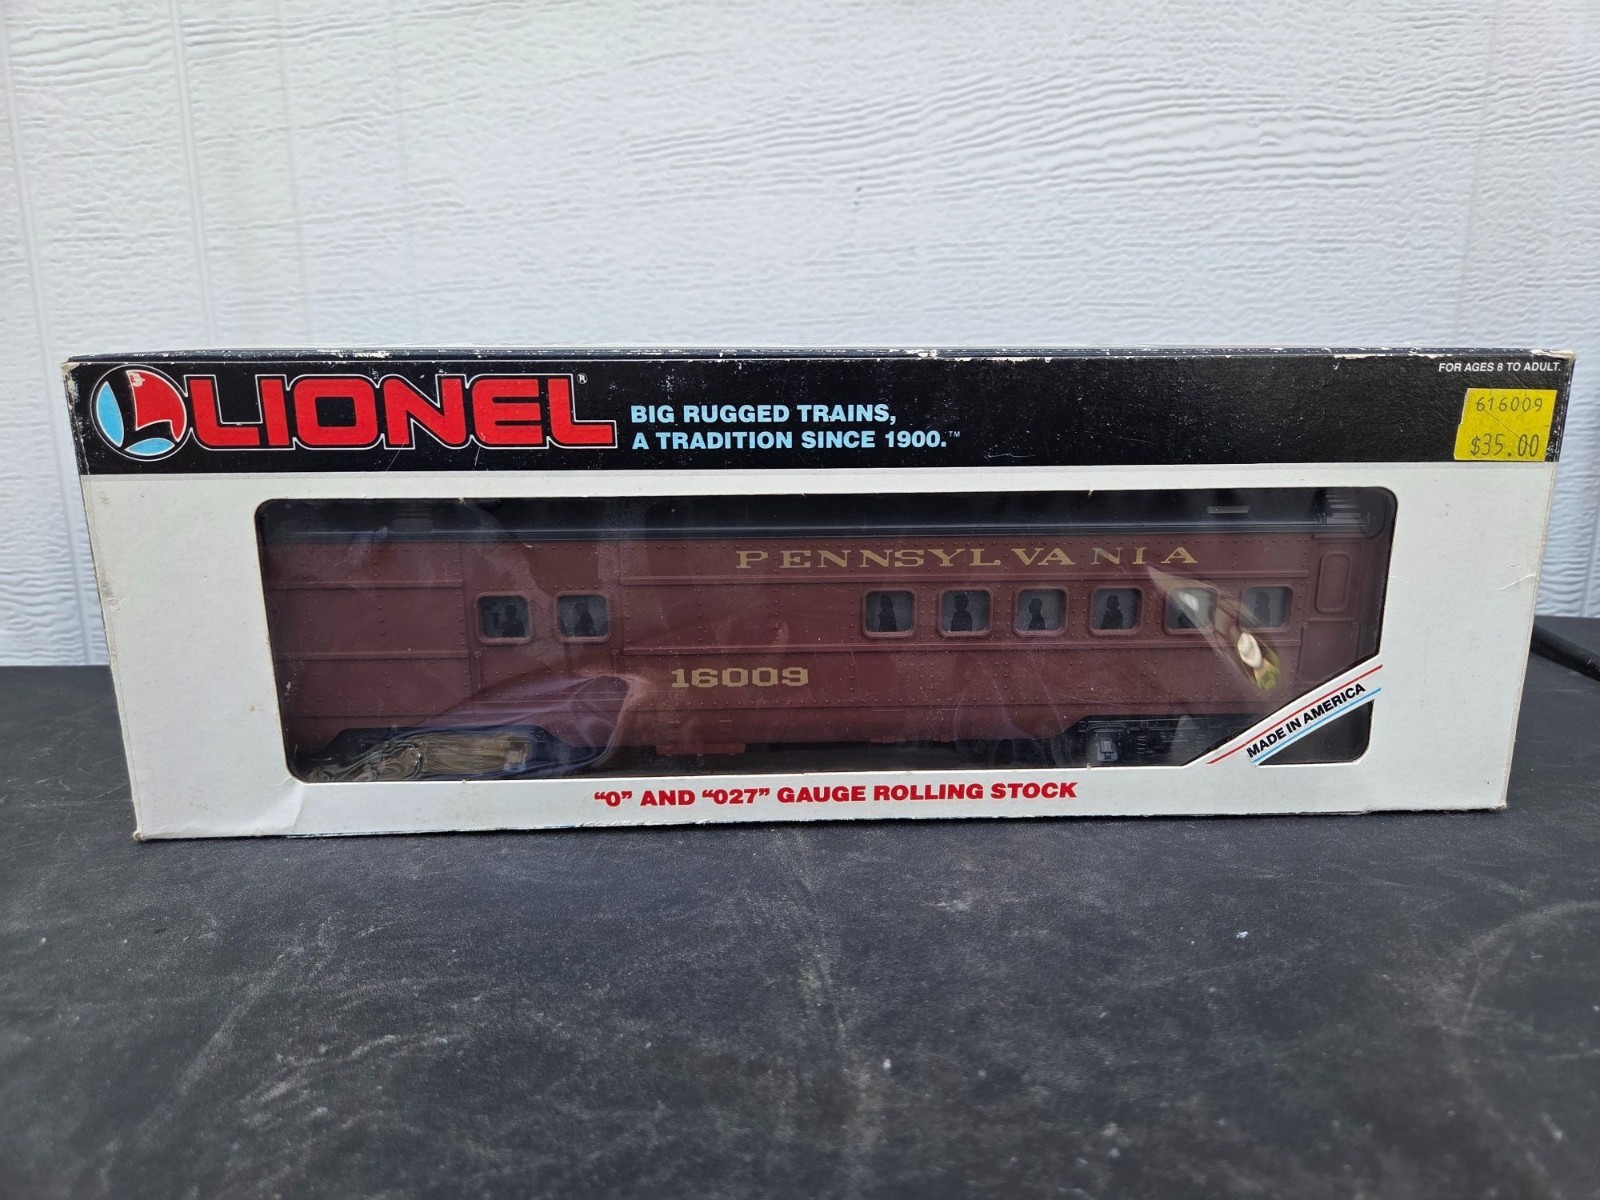 LIONEL®
BIG RUGGED TRAINS,
A TRADITION SINCE 1900.™
FOR AGES 8 TO ADULT.
616009
$35.00
PENNSYLVANIA
16009
MADE IN AMERICA
"O" AND "027" GAUGE ROLLING STOCK